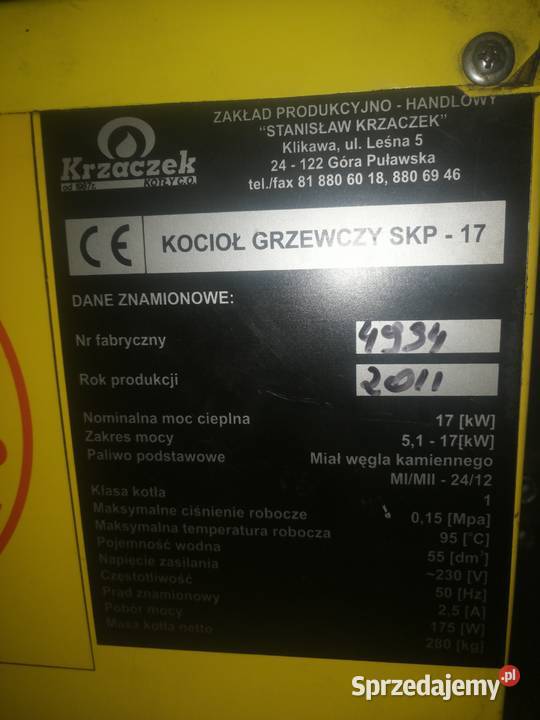 ZAKŁAD PRODUKCYJNO - HANDLOWY
"STANISŁAW KRZACZEK"
Klikawa, ul. Leśna 5
24 - 122 Góra Puławska
tel./fax 81 880 60 18, 880 69 46
Krzaczek
od 1987r. KOTŁY C.O.
CE KOCIOŁ GRZEWCZY SKP - 17
DANE ZNAMIONOWE:
Nr fabryczny 4934
Rok produkcji 2011
Nominalna moc cieplna 17 [kW]
Zakres mocy 5,1 - 17[kW]
Paliwo podstawowe Miał węgla kamiennego
MI/MII - 24/12
Klasa kotła 1
Maksymalne ciśnienie robocze 0,15 [Mpa]
Maksymalna temperatura robocza 95 [°C]
Pojemność wodna 55 [dm³]
Napięcie zasilania ~230 [V]
Częstotliwość 50 [Hz]
Prąd znamionowy 2,5 [A]
Pobór mocy 175 [W]
Masa kotła netto 280 [kg]
Sprzedajemy.pl